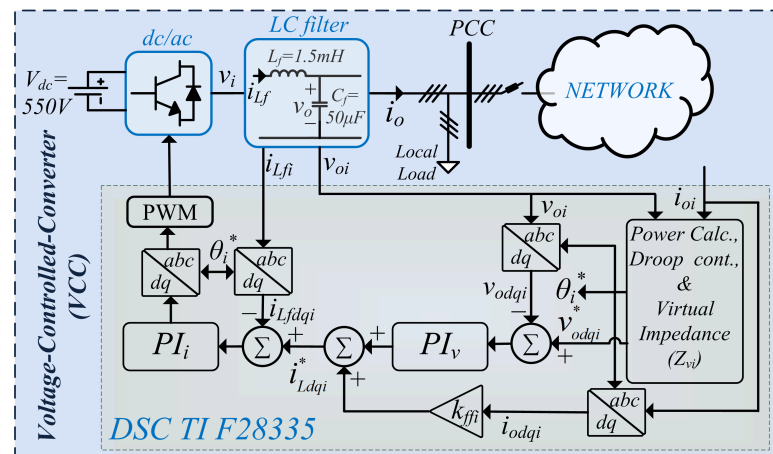 Voltage-Controlled-Converter
(VCC)
dc/ac
LC filter
PCC
V_dc=
550V
v_i
i_Lf
L_f=1.5mH
+
v_o
−
C_f=
50µF
i_o
NETWORK
Local
Load
i_Lfi
v_oi
i_oi
PWM
abc
dq
θ_i*
abc
dq
v_oi
abc
dq
Power Calc.,
Droop cont.,
&
Virtual
Impedance
(Z_vi)
θ_i*
v_odqi
v_odqi*
i_Lfdqi
−
+
−
+
+
+
PI_i
Σ
Σ
PI_v
Σ
i_Ldqi*
k_ffi
i_odqi
abc
dq
DSC TI F28335